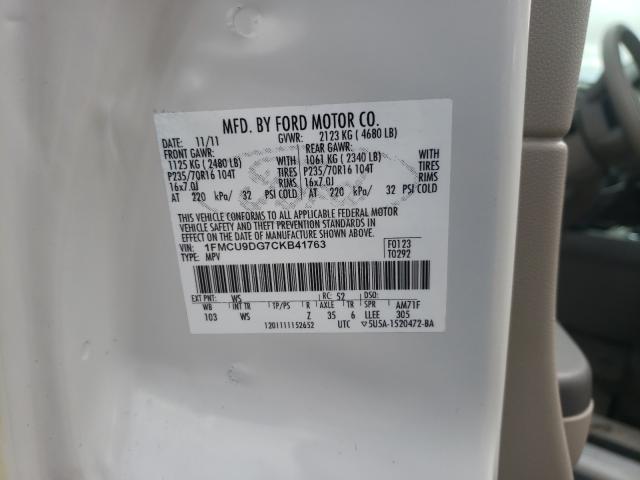 MFD. BY FORD MOTOR CO.
DATE: 11/11 GVWR: 2123 KG ( 4680 LB)
FRONT GAWR: REAR GAWR:
1125 KG ( 2480 LB) WITH 1061 KG ( 2340 LB) WITH
P235/70R16 104T TIRES P235/70R16 104T TIRES
16x7.0J RIMS 16x7.0J RIMS
AT 220 kPa/ 32 PSI COLD AT 220 kPa/ 32 PSI COLD
THIS VEHICLE CONFORMS TO ALL APPLICABLE FEDERAL MOTOR
VEHICLE SAFETY AND THEFT PREVENTION STANDARDS IN
EFFECT ON THE DATE OF MANUFACTURE SHOWN ABOVE.
VIN: 1FMCU9DG7CKB41763 F0123
TYPE: MPV T0292
EXT PNT: WS RC: 52 DSO:
WB INT TR TP/PS R AXLE TR SPR AM71F
103 WS Z 35 6 LLEE 305
1201111152652 UTC ▽5U5A-1520472-BA